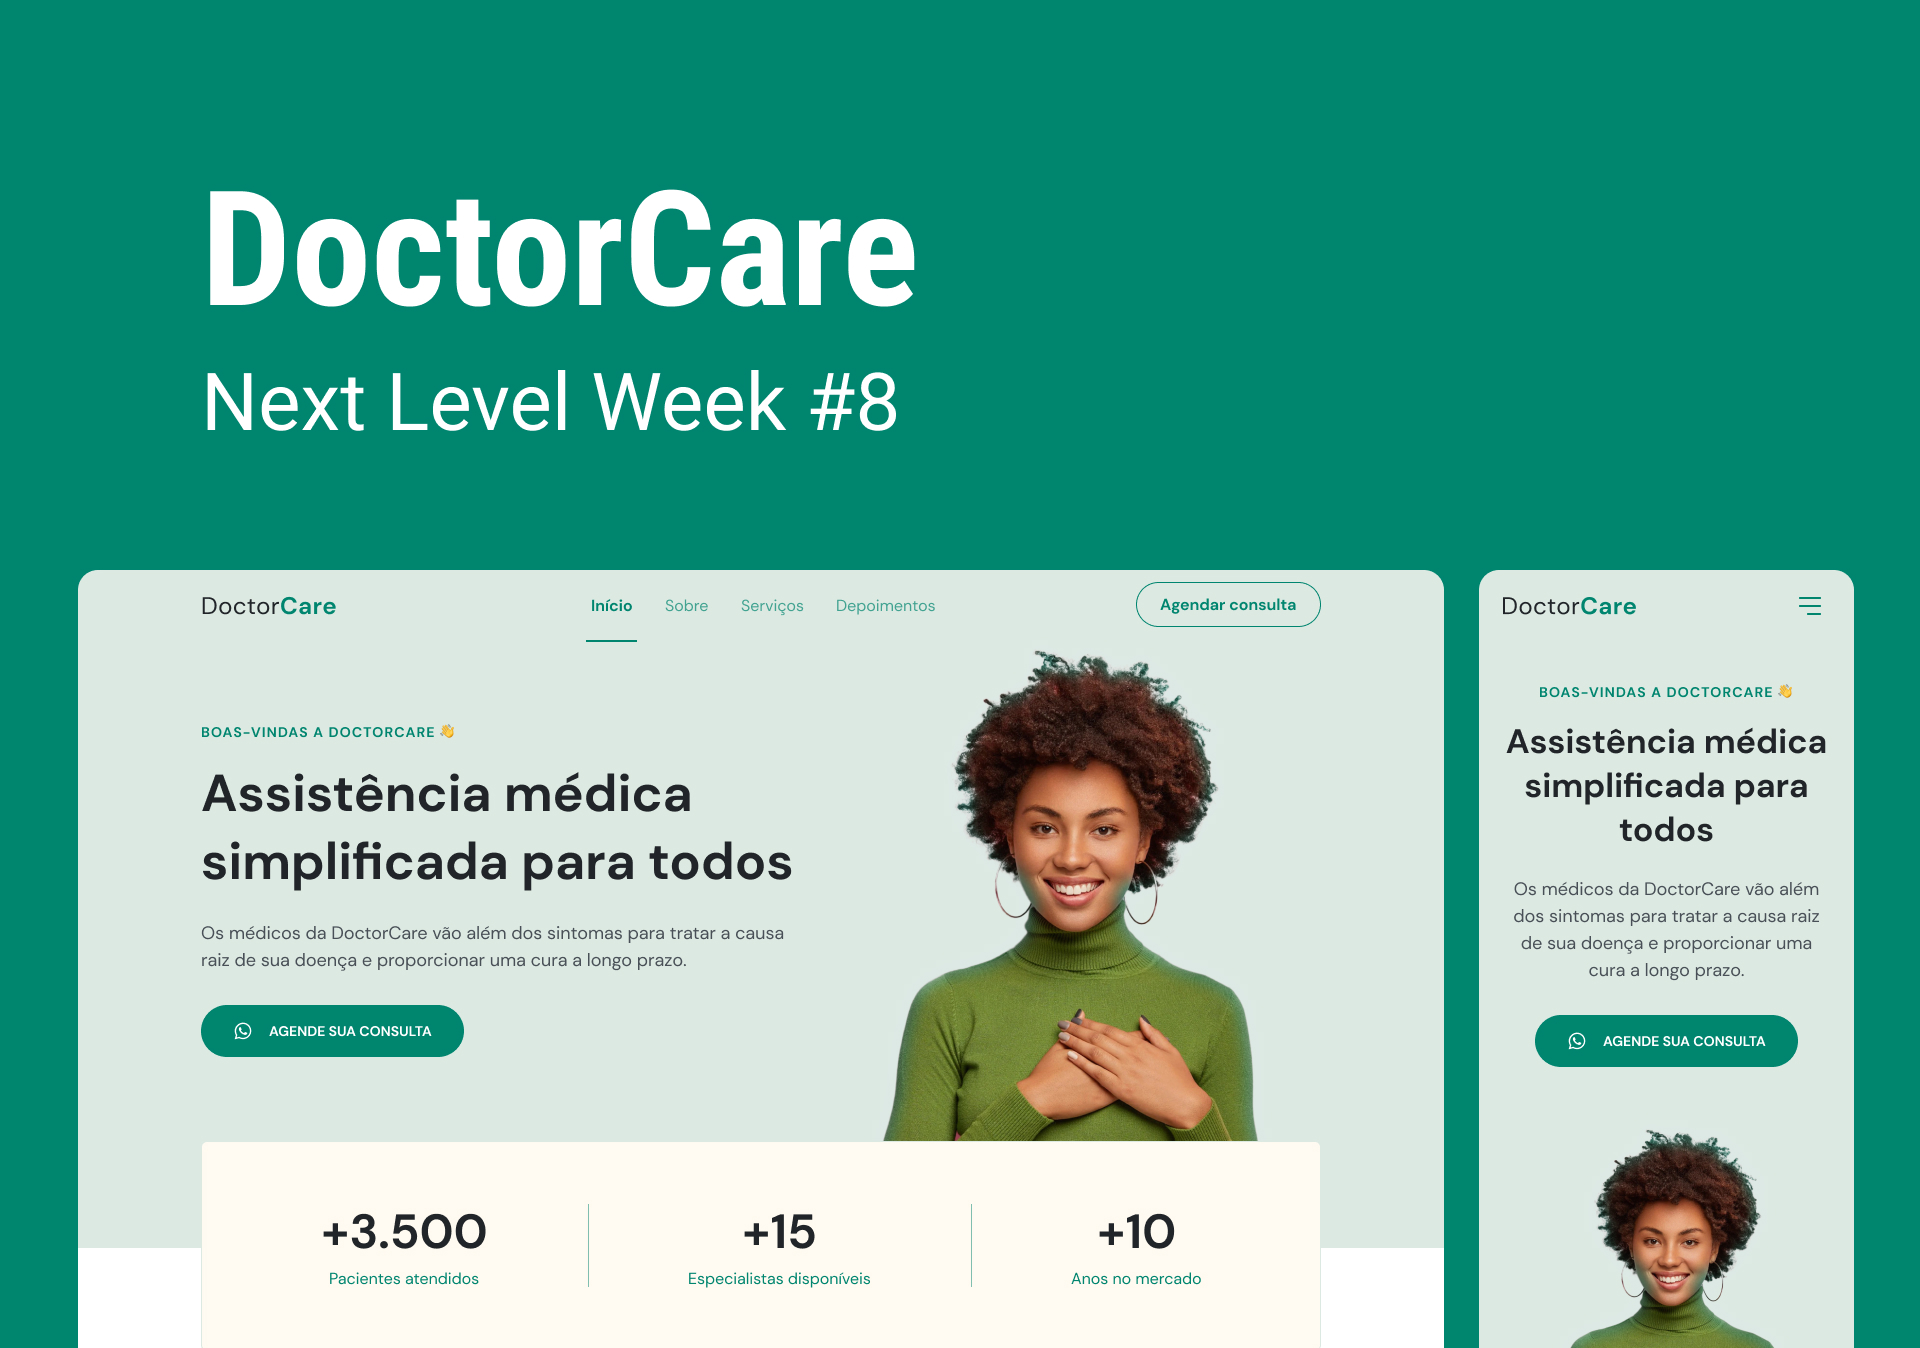 DoctorCare
Next Level Week #8
DoctorCare
Início
Sobre
Serviços
Depoimentos
Agendar consulta
BOAS-VINDAS A DOCTORCARE 👋
Assistência médica
simplificada para todos
Os médicos da DoctorCare vão além dos sintomas para tratar a causa
raiz de sua doença e proporcionar uma cura a longo prazo.
AGENDE SUA CONSULTA
+3.500
Pacientes atendidos
+15
Especialistas disponíveis
+10
Anos no mercado
DoctorCare
BOAS-VINDAS A DOCTORCARE 👋
Assistência médica
simplificada para
todos
Os médicos da DoctorCare vão além
dos sintomas para tratar a causa raiz
de sua doença e proporcionar uma
cura a longo prazo.
AGENDE SUA CONSULTA